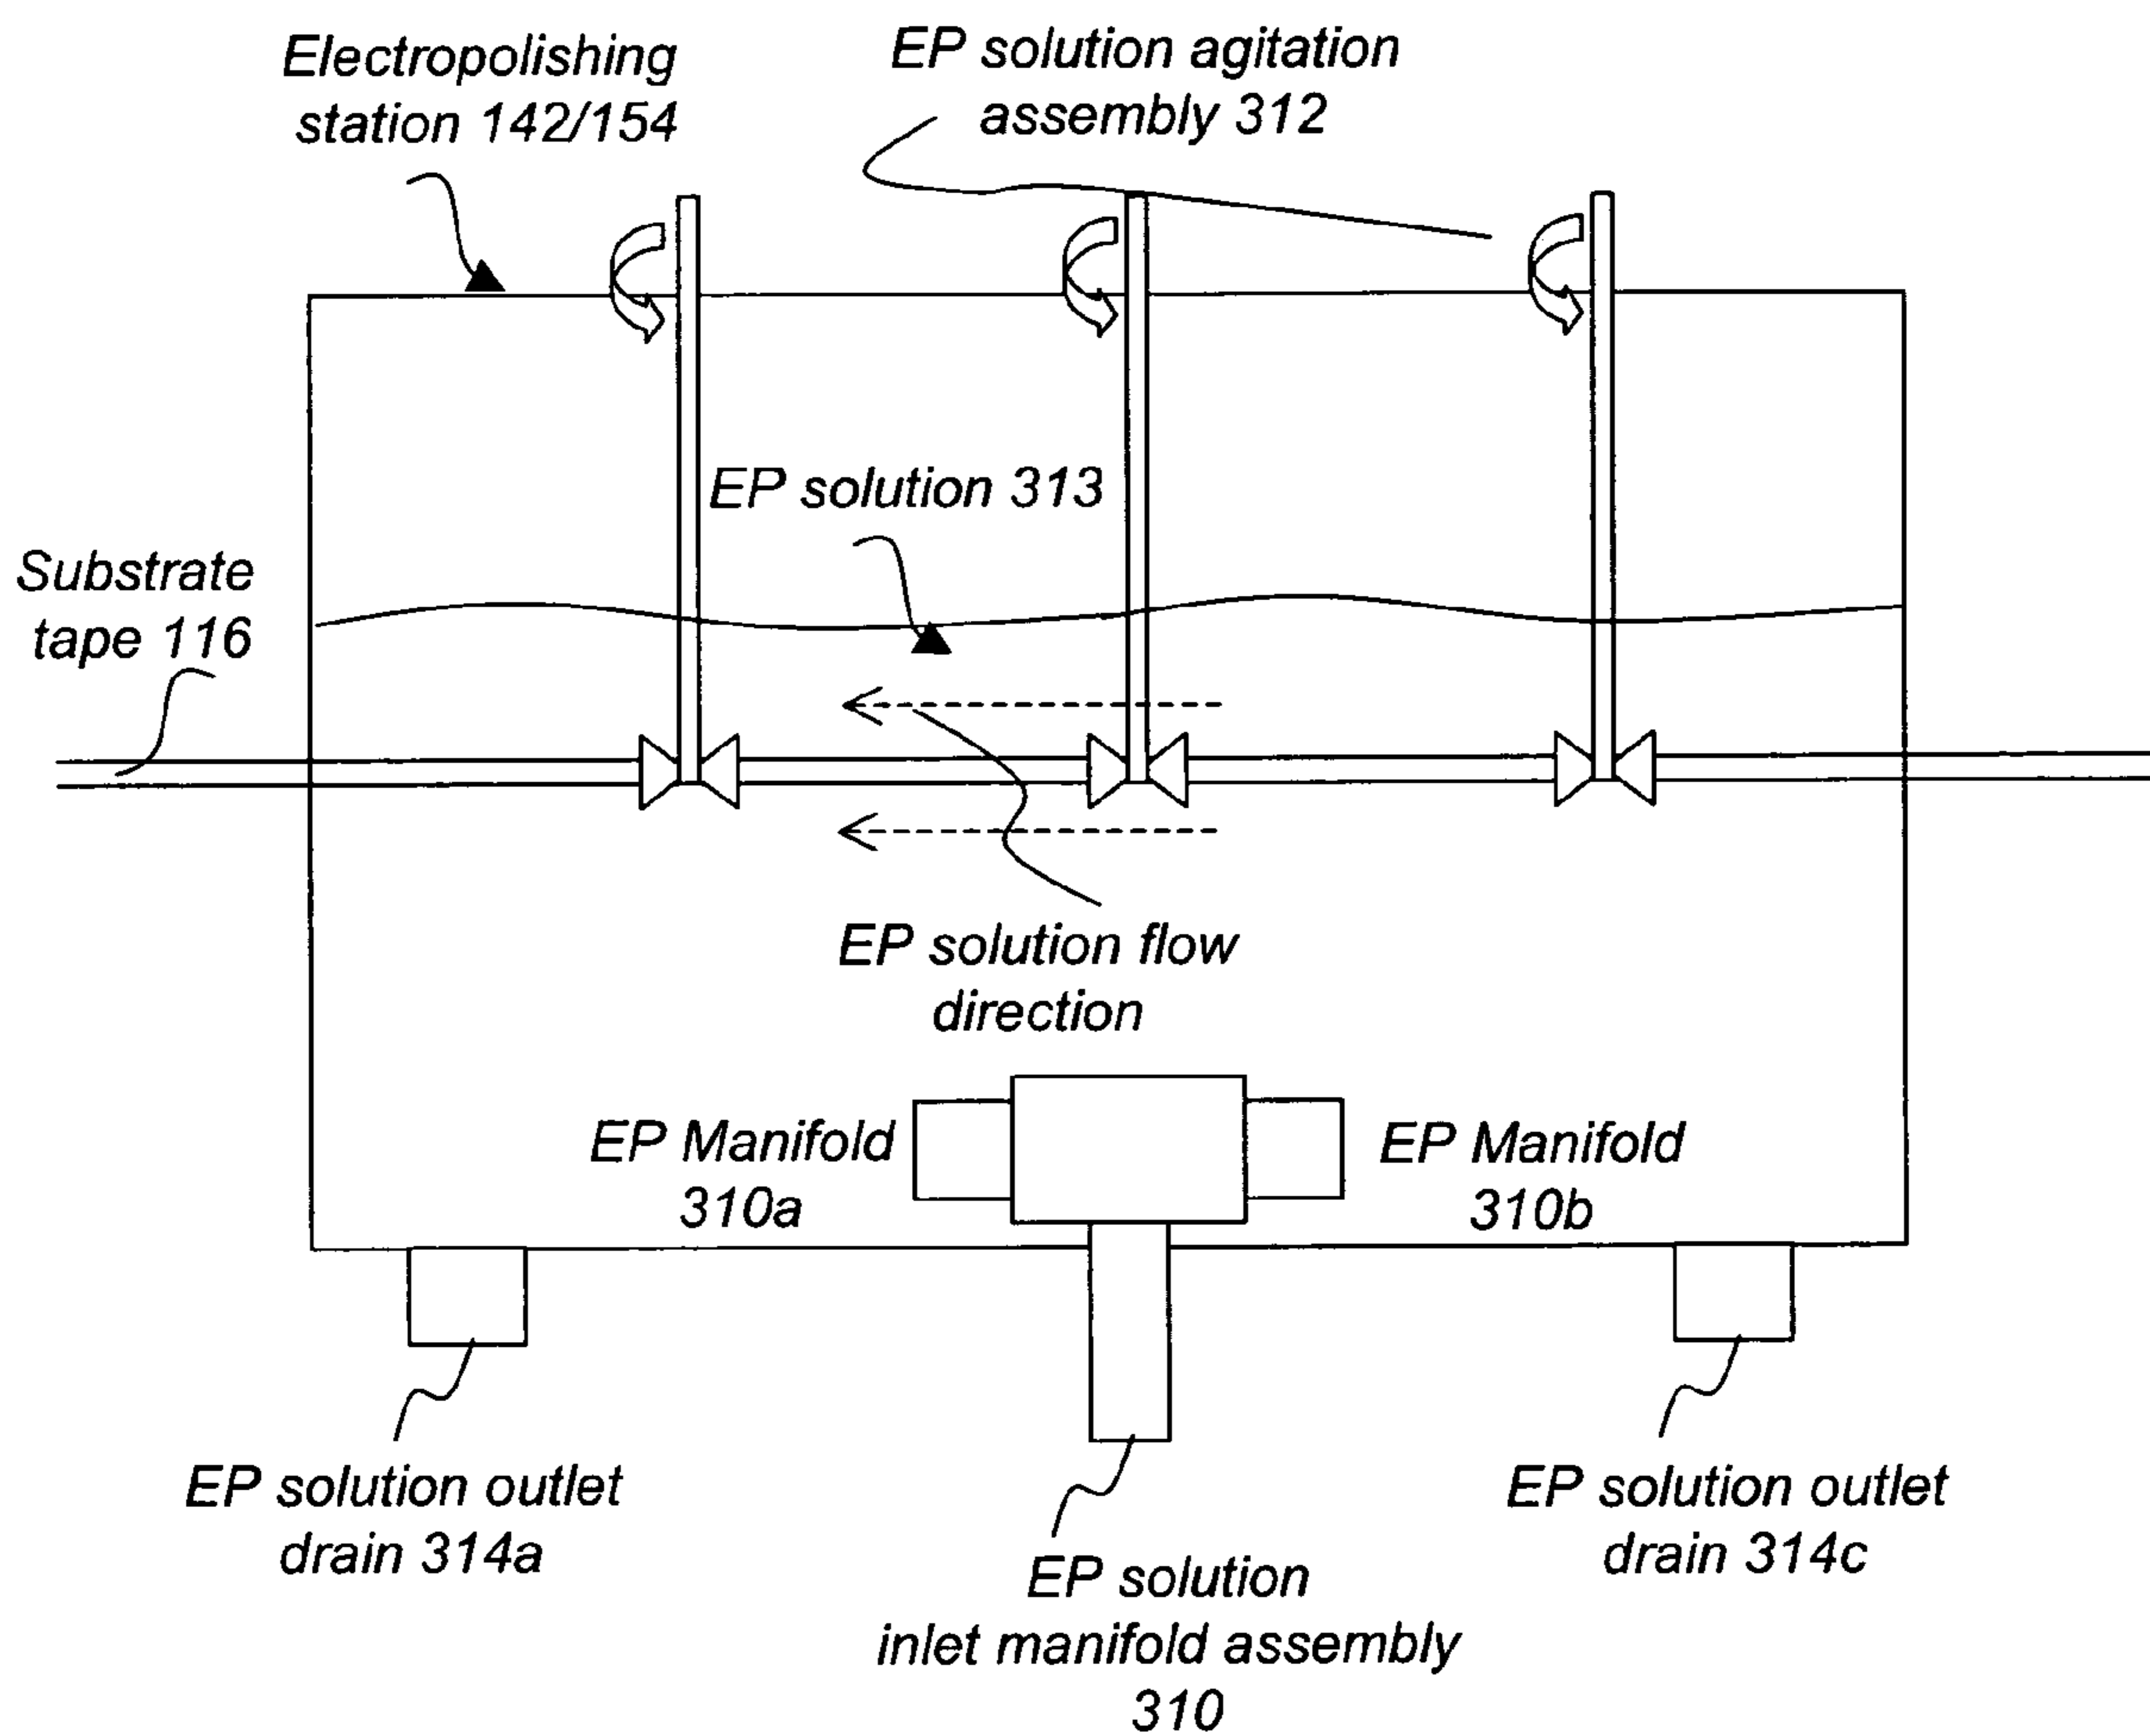 Electropolishing
station 142/154
EP solution agitation
assembly 312
EP solution 313
Substrate
tape 116
EP solution flow
direction
EP Manifold
310a
EP Manifold
310b
EP solution outlet
drain 314a
EP solution
inlet manifold assembly
310
EP solution outlet
drain 314c